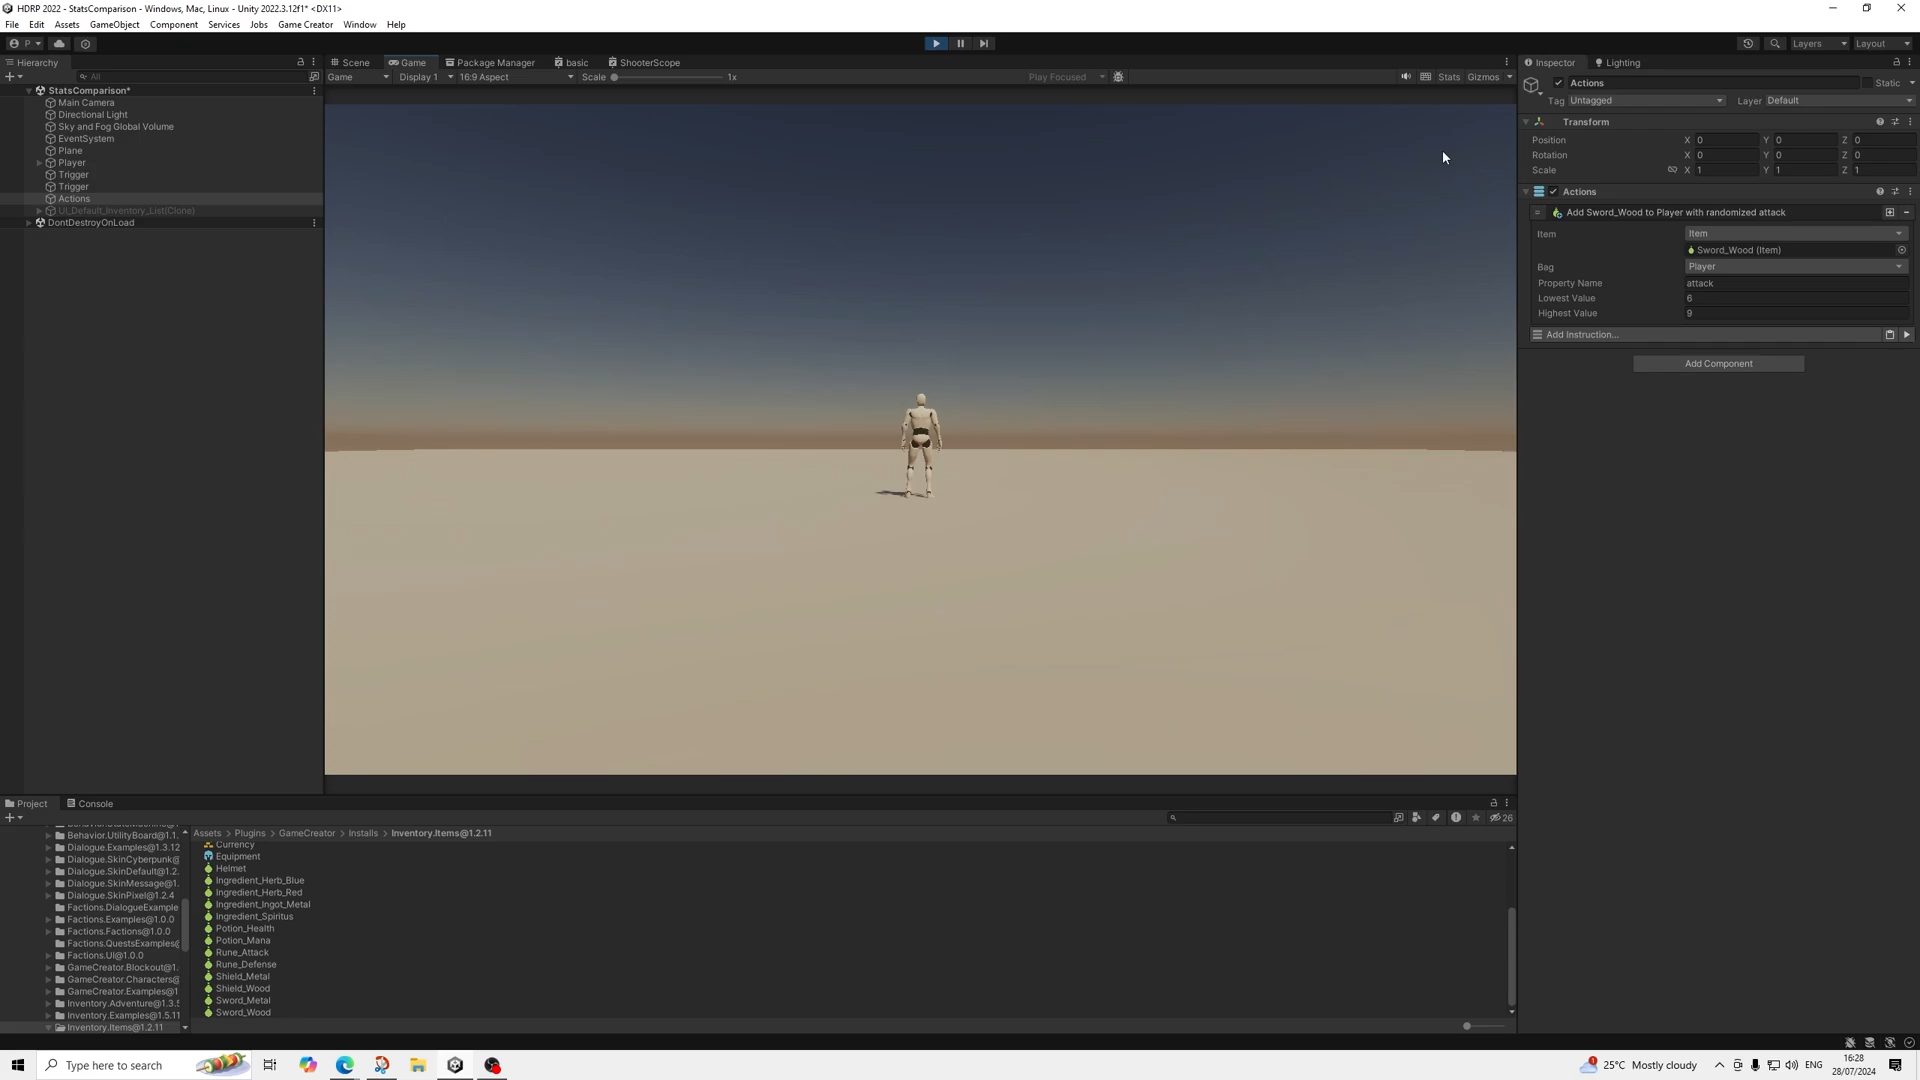 HDRP 2022 - StatsComparison - Windows, Mac, Linux - Unity 2022.3.12f1* <DX11>
File Edit Assets GameObject Component Services Jobs Game Creator Window Help
P Layers Layout
Hierarchy
All
StatsComparison*
Main Camera
Directional Light
Sky and Fog Global Volume
EventSystem
Plane
Player
Trigger
Trigger
Actions
UI_Default_Inventory_List(Clone)
DontDestroyOnLoad
Scene Game Package Manager basic ShooterScope
Game Display 1 16:9 Aspect Scale 1x Play Focused Stats Gizmos
Inspector Lighting
Actions Static
Tag Untagged Layer Default
Transform
Position X 0 Y 0 Z 0
Rotation X 0 Y 0 Z 0
Scale X 1 Y 1 Z 1
Actions
Add Sword_Wood to Player with randomized attack
Item Item
Sword_Wood (Item)
Bag Player
Property Name attack
Lowest Value 6
Highest Value 9
Add Instruction...
Add Component
Project Console
26
Behavior.UtilityBoard@1.1.
Dialogue.Examples@1.3.12
Dialogue.SkinCyberpunk@
Dialogue.SkinDefault@1.2.
Dialogue.SkinMessage@1.
Dialogue.SkinPixel@1.2.4
Factions.DialogueExample
Factions.Examples@1.0.0
Factions.Factions@1.0.0
Factions.QuestsExamples@
Factions.UI@1.0.0
GameCreator.Blockout@1.
GameCreator.Characters@
GameCreator.Examples@1
Inventory.Adventure@1.3.5
Inventory.Examples@1.5.11
Inventory.Items@1.2.11
Assets > Plugins > GameCreator > Installs > Inventory.Items@1.2.11
Currency
Equipment
Helmet
Ingredient_Herb_Blue
Ingredient_Herb_Red
Ingredient_Ingot_Metal
Ingredient_Spiritus
Potion_Health
Potion_Mana
Rune_Attack
Rune_Defense
Shield_Metal
Shield_Wood
Sword_Metal
Sword_Wood
Type here to search
1 25°C Mostly cloudy ENG
16:28
28/07/2024